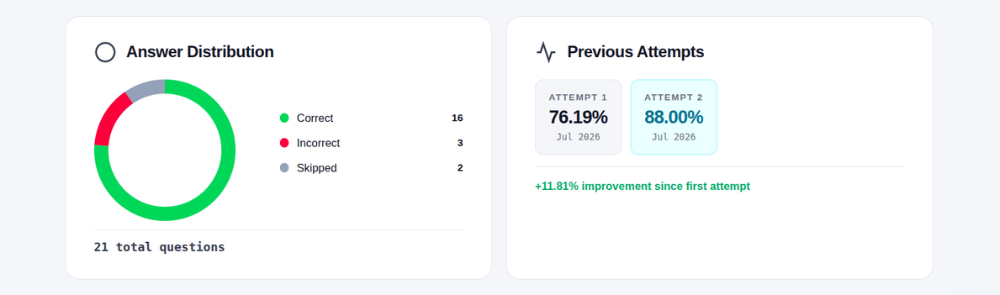 Answer Distribution
Correct 16
Incorrect 3
Skipped 2
21 total questions
Previous Attempts
ATTEMPT 1
76.19%
Jul 2026
ATTEMPT 2
88.00%
Jul 2026
+11.81% improvement since first attempt